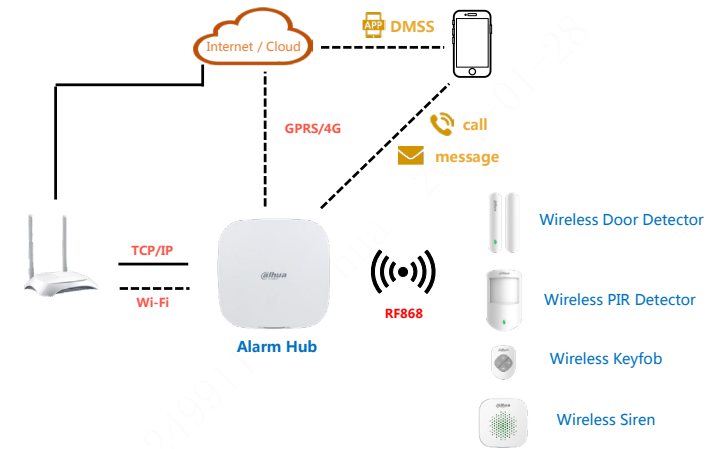 APP DMSS
Internet / Cloud
GPRS/4G
call
message
Wireless Door Detector
TCP/IP
alhua
Wi-Fi
RF868
Wireless PIR Detector
Alarm Hub
Wireless Keyfob
alhua
Wireless Siren